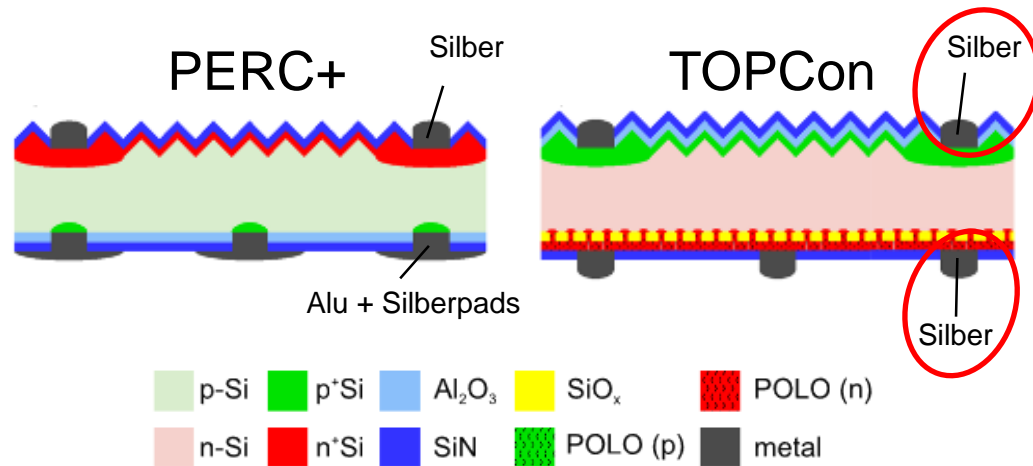 PERC+
Silber
TOPCon
Silber
Alu + Silberpads
Silber
p-Si
p⁺Si
Al₂O₃
SiOₓ
POLO (n)
n-Si
n⁺Si
SiN
POLO (p)
metal